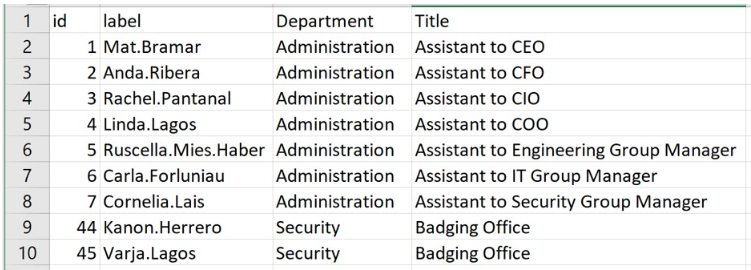 1 id label Department Title
2 1 Mat.Bramar Administration Assistant to CEO
3 2 Anda.Ribera Administration Assistant to CFO
4 3 Rachel.Pantanal Administration Assistant to CIO
5 4 Linda.Lagos Administration Assistant to COO
6 5 Ruscella.Mies.Haber Administration Assistant to Engineering Group Manager
7 6 Carla.Forluniau Administration Assistant to IT Group Manager
8 7 Cornelia.Lais Administration Assistant to Security Group Manager
9 44 Kanon.Herrero Security Badging Office
10 45 Varja.Lagos Security Badging Office